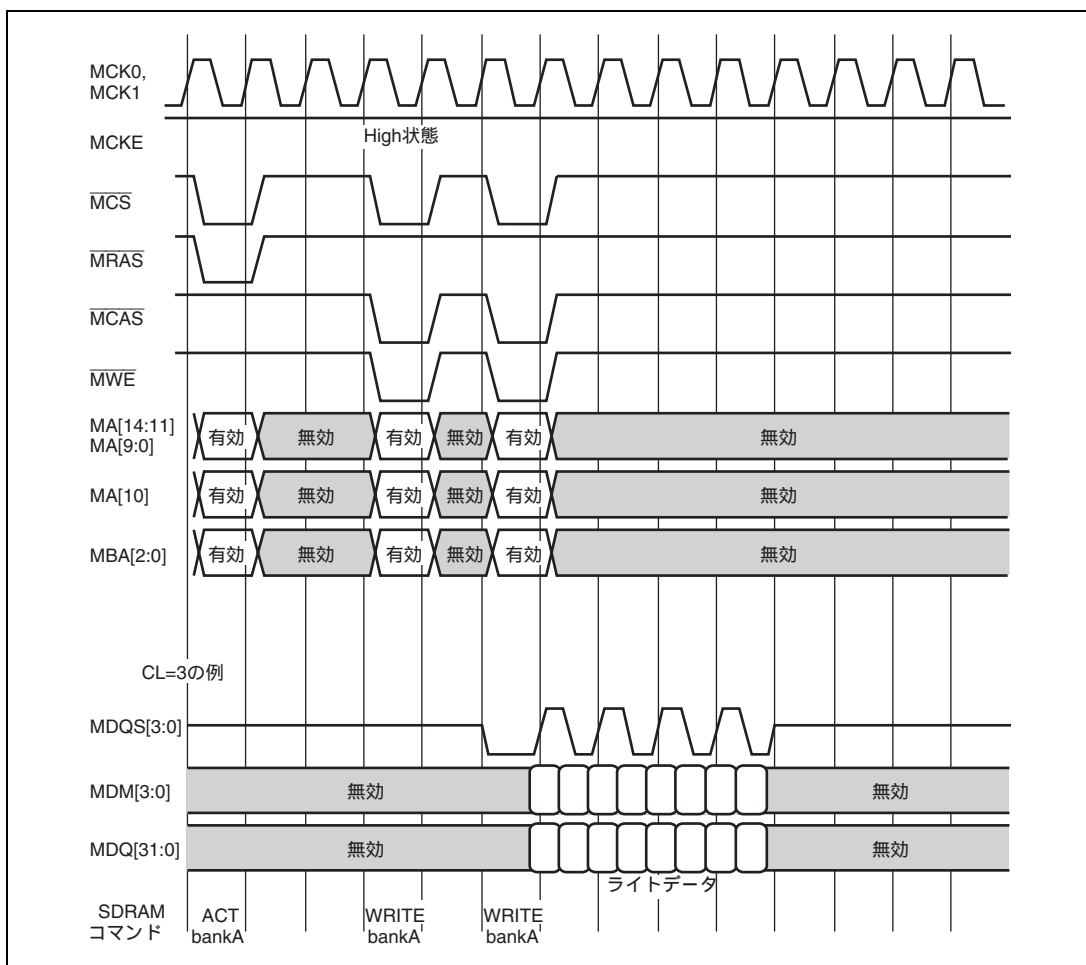 MCK0,
MCK1
MCKE
High状態
MCS
MRAS
MCAS
MWE
MA[14:11]
MA[9:0]
有効 無効 有効 無効 有効 無効
MA[10]
有効 無効 有効 無効 有効 無効
MBA[2:0]
有効 無効 有効 無効 有効 無効
CL=3の例
MDQS[3:0]
MDM[3:0]
無効 無効
MDQ[31:0]
無効 無効
ライトデータ
SDRAM
コマンド
ACT
bankA
WRITE
bankA
WRITE
bankA